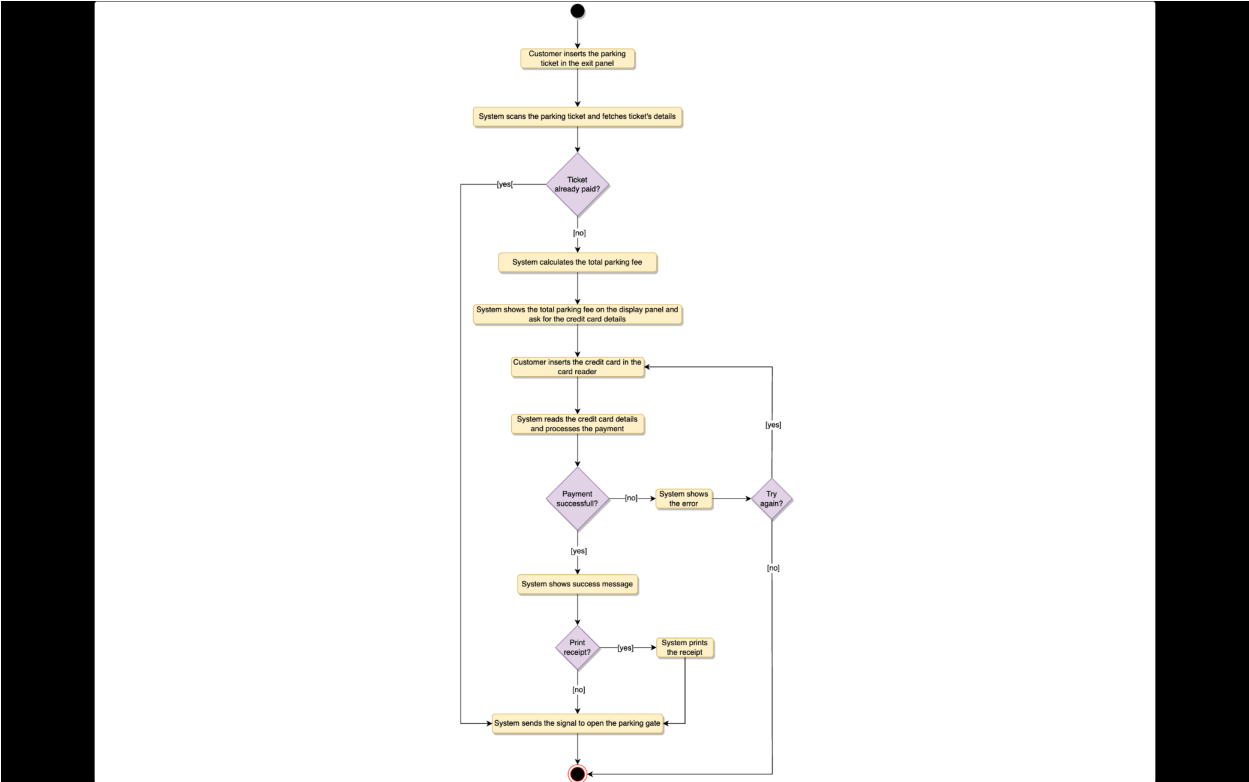 Customer inserts the parking
ticket in the exit panel
System scans the parking ticket and fetches ticket's details
Ticket
already paid?
[yes[
[no]
System calculates the total parking fee
System shows the total parking fee on the display panel and
ask for the credit card details
Customer inserts the credit card in the
card reader
System reads the credit card details
and processes the payment
[yes]
Payment
successfull?
[no]
System shows
the error
Try
again?
[yes]
[no]
System shows success message
Print
receipt?
[yes]
System prints
the receipt
[no]
System sends the signal to open the parking gate